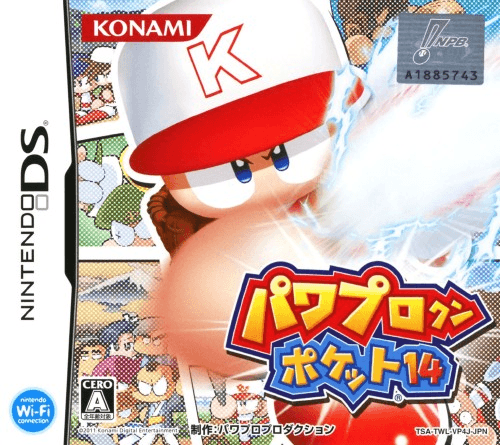 KONAMI
K
NPB
A1885743
NINTENDO DS
パワプロクン
ポケット14
®
nintendo
Wi-Fi
connection
CERO
A
全年齢対象
©2011 Konami Digital Entertainment
制作:パワプロプロダクション
TSA-TWL-VP4J-JPN